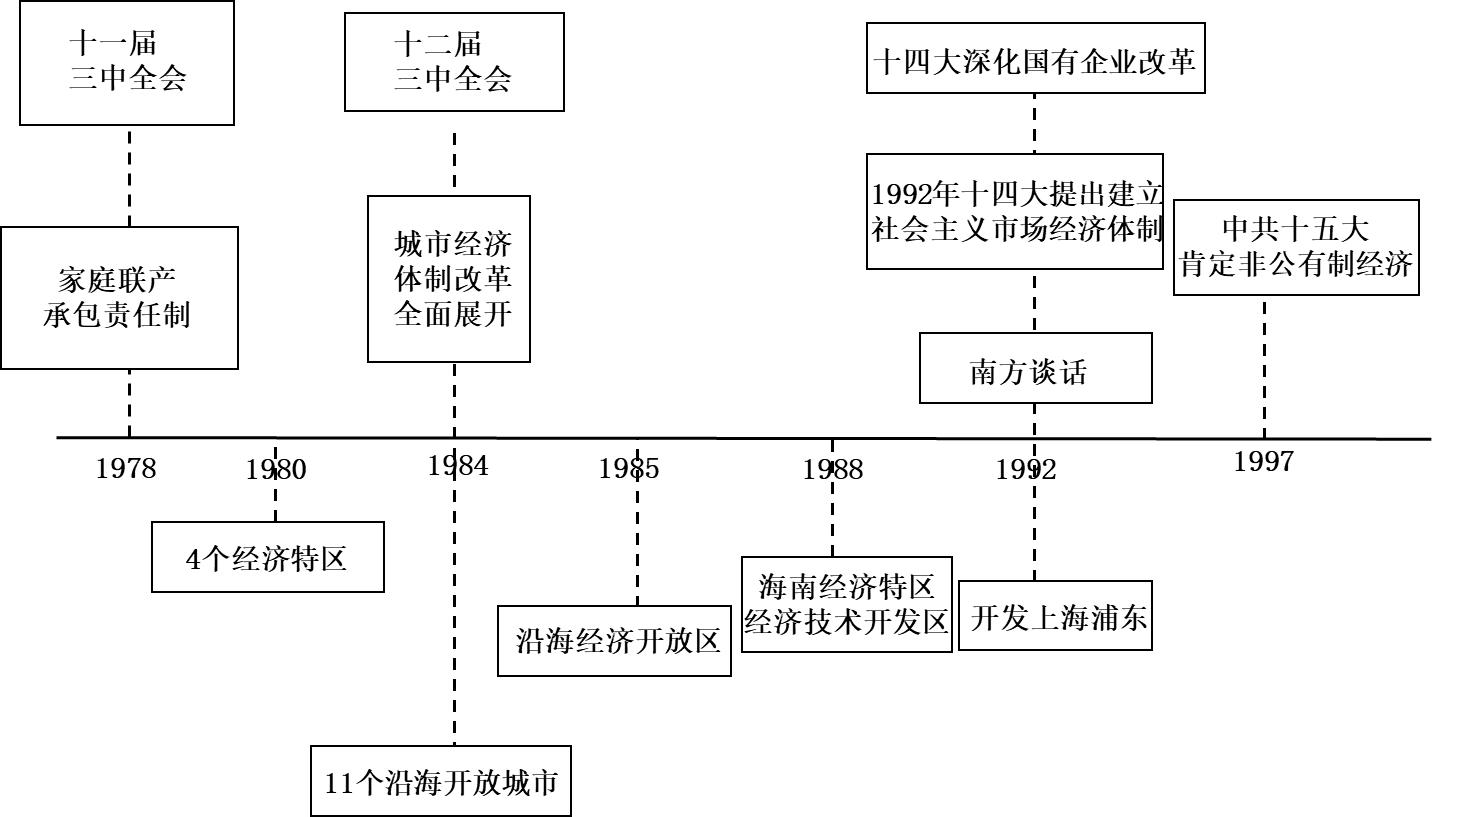 十一届
三中全会
十二届
三中全会
十四大深化国有企业改革
1992年十四大提出建立
社会主义市场经济体制
中共十五大
肯定非公有制经济
家庭联产
承包责任制
城市经济
体制改革
全面展开
南方谈话
1978
1980
1984
1985
1988
1992
1997
4个经济特区
沿海经济开放区
海南经济特区
经济技术开发区
开发上海浦东
11个沿海开放城市